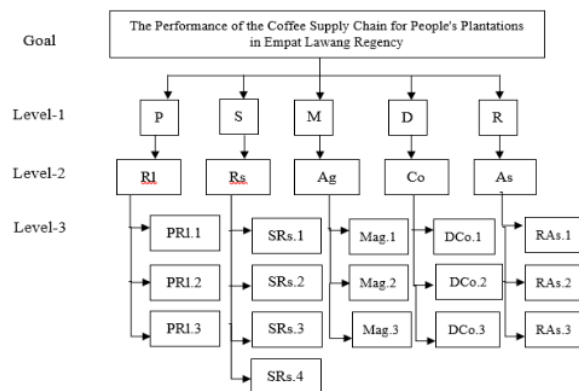 The Performance of the Coffee Supply Chain for People's Plantations
in Empat Lawang Regency
Goal
Level-1
P
S
M
D
R
Level-2
Rl
Rs
Ag
Co
As
Level-3
PRl.1
SRs.1
Mag.1
DCo.1
RAs.1
PRl.2
SRs.2
Mag.2
DCo.2
RAs.2
PRl.3
SRs.3
Mag.3
DCo.3
RAs.3
SRs.4